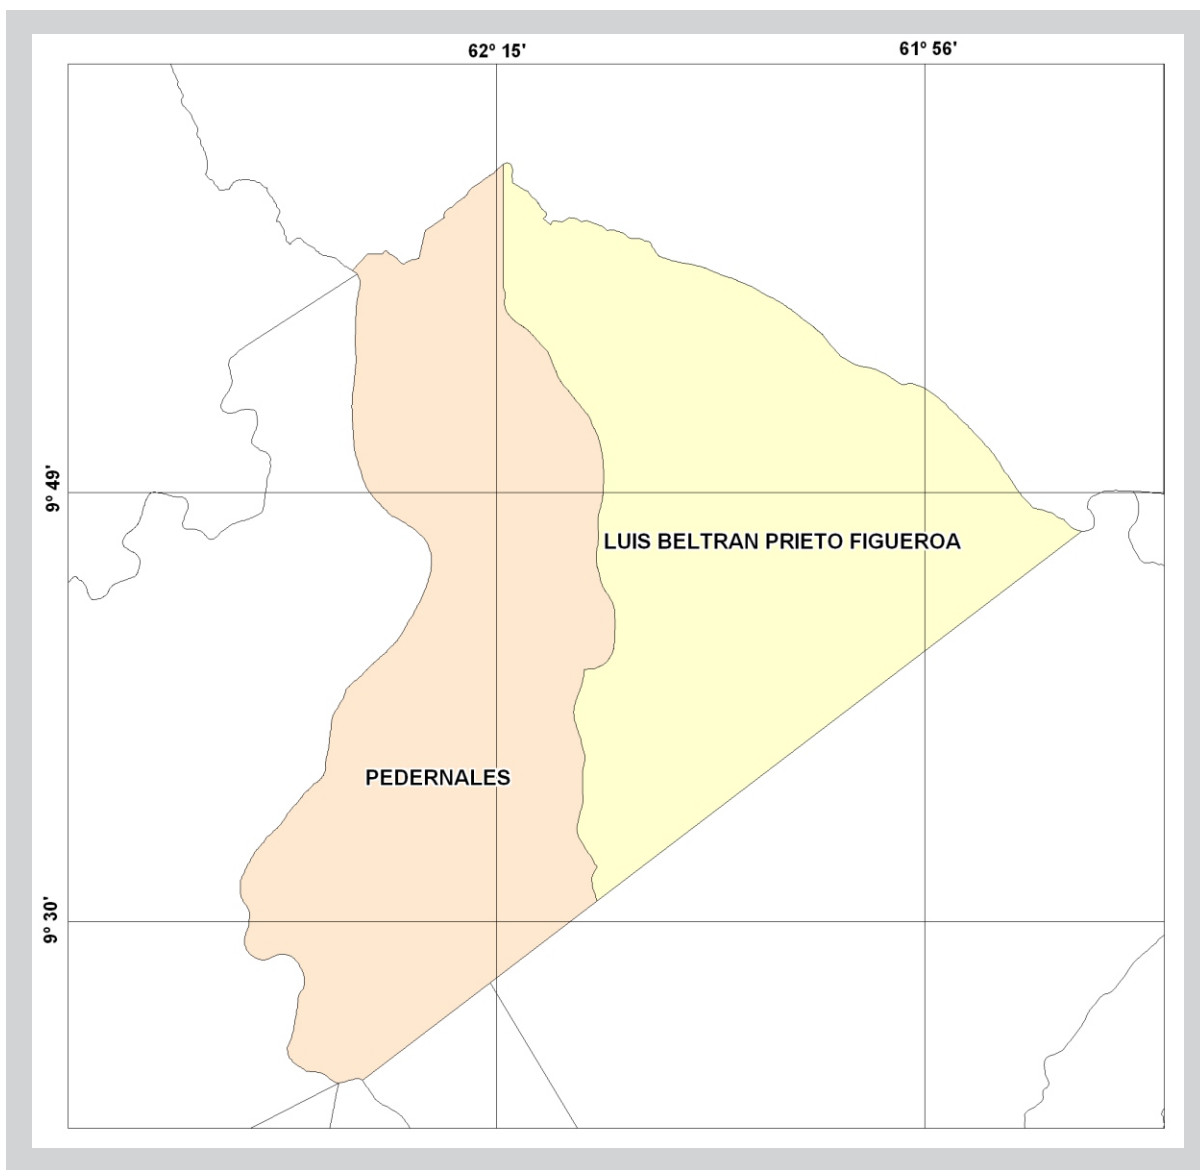 62º 15'
61º 56'
9º 49'
LUIS BELTRAN PRIETO FIGUEROA
PEDERNALES
9º 30'